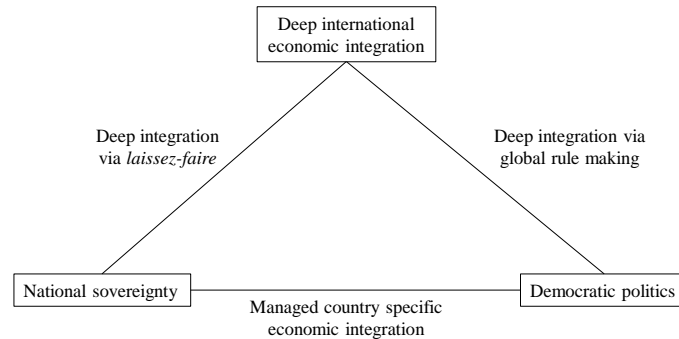 Deep international
economic integration
Deep integration
via laissez-faire
Deep integration via
global rule making
National sovereignty
Managed country specific
economic integration
Democratic politics